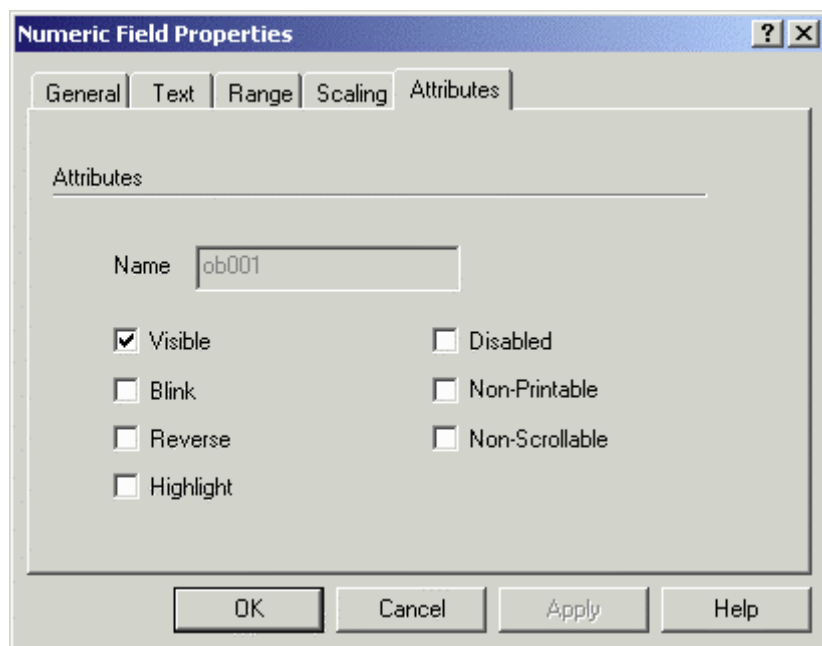 Numeric Field Properties
General Text Range Scaling Attributes
Attributes
Name ob001
Visible Disabled
Blink Non-Printable
Reverse Non-Scrollable
Highlight
OK Cancel Apply Help